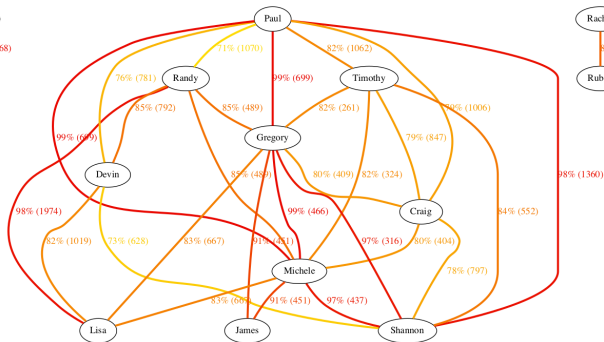 Paul
Rach
68)
71% (1070)
82% (1062)
76% (781)
Randy
99% (699)
Timothy
Rub
85% (792)
85% (489)
82% (261)
(1006)
99% (699)
Gregory
79% (847)
Devin
85% (489)
80% (409)
82% (324)
98% (1360)
98% (1974)
99% (466)
Craig
84% (552)
82% (1019)
73% (628)
83% (667)
91% (451)
97% (316)
80% (404)
Michele
78% (797)
83% (667)
91% (451)
97% (437)
Lisa
James
Shannon